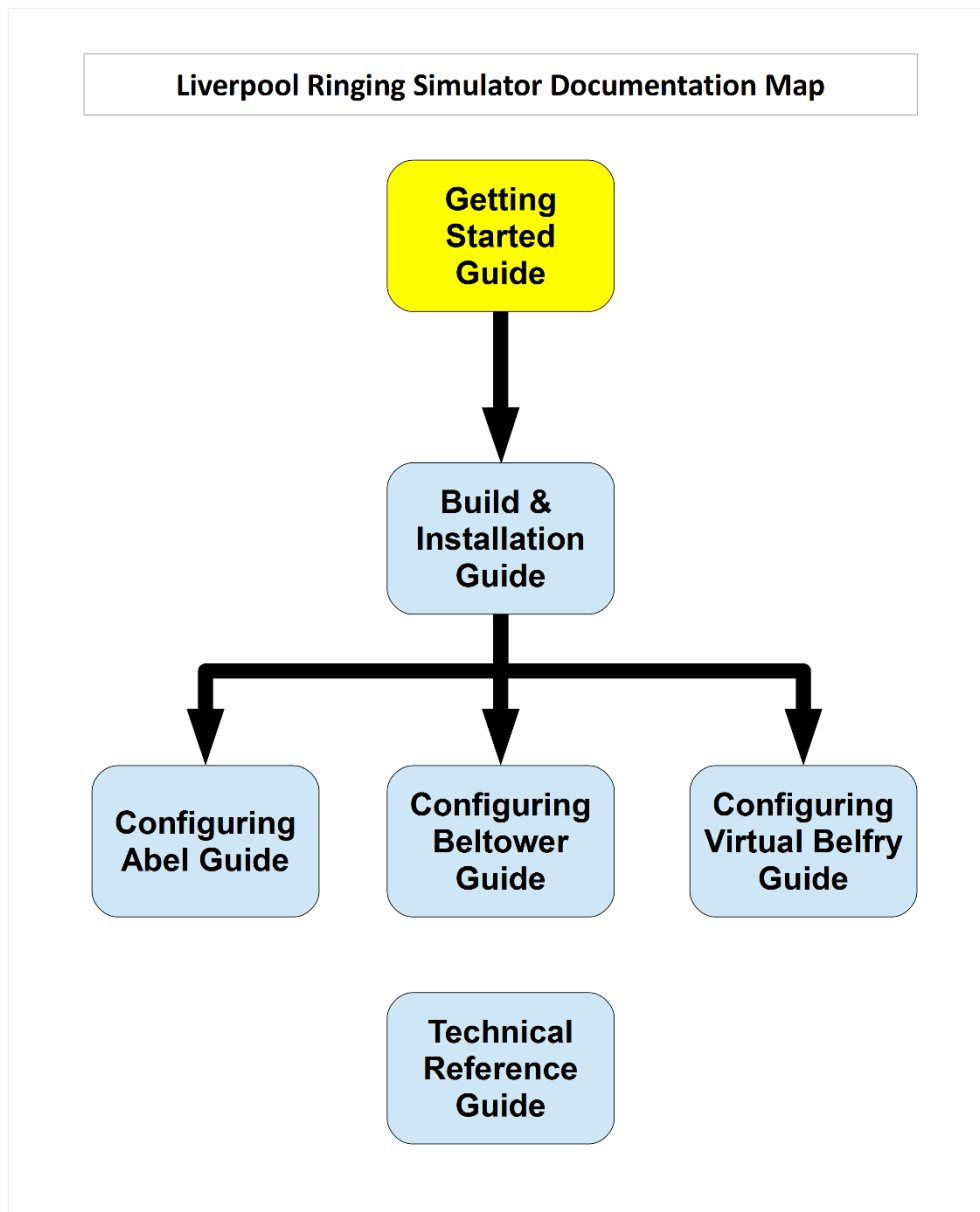 Liverpool Ringing Simulator Documentation Map
Getting
Started
Guide
Build &
Installation
Guide
Configuring
Abel Guide
Configuring
Beltower
Guide
Configuring
Virtual Belfry
Guide
Technical
Reference
Guide